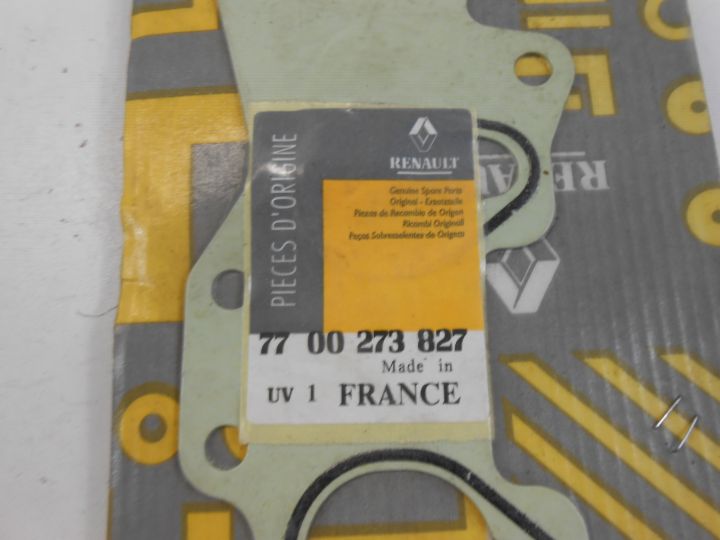 PIECES D'ORIGINE
RENAULT
Genuine Spare Parts
Original - Ersatzteile
Piezas de Recambio de Origen
Ricambi Originali
Peças Sobresselentes de Origem
77 00 273 827
Made in
UV 1 FRANCE
RENA